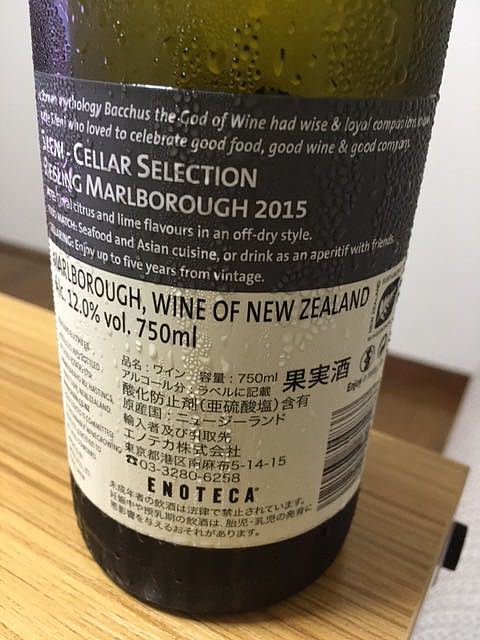 mythology Bacchus the God of Wine had wise & loyal companions
who loved to celebrate good food, good wine & good company.
SILENI CELLAR SELECTION
RIESLING MARLBOROUGH 2015
citrus and lime flavours in an off-dry style.
MATCH: Seafood and Asian cuisine, or drink as an aperitif with friends.
CELLARING: Enjoy up to five years from vintage.
MARLBOROUGH, WINE OF NEW ZEALAND
Alc. 12.0% vol, 750ml
品名:ワイン 容量:750ml 果実酒
アルコール分:ラベルに記載
酸化防止剤(亜硫酸塩)含有
原産国:ニュージーランド
輸入者及び引取先
エノテカ株式会社
東京都港区南麻布5-14-15
☎03-3280-6258
ENOTECA
未成年者の飲酒は法律で禁止されています。
妊娠中や授乳期の飲酒は、胎児・乳児の発育に
悪影響を与えるおそれがあります。
Enjoy
HASTINGS
WINEGROWING